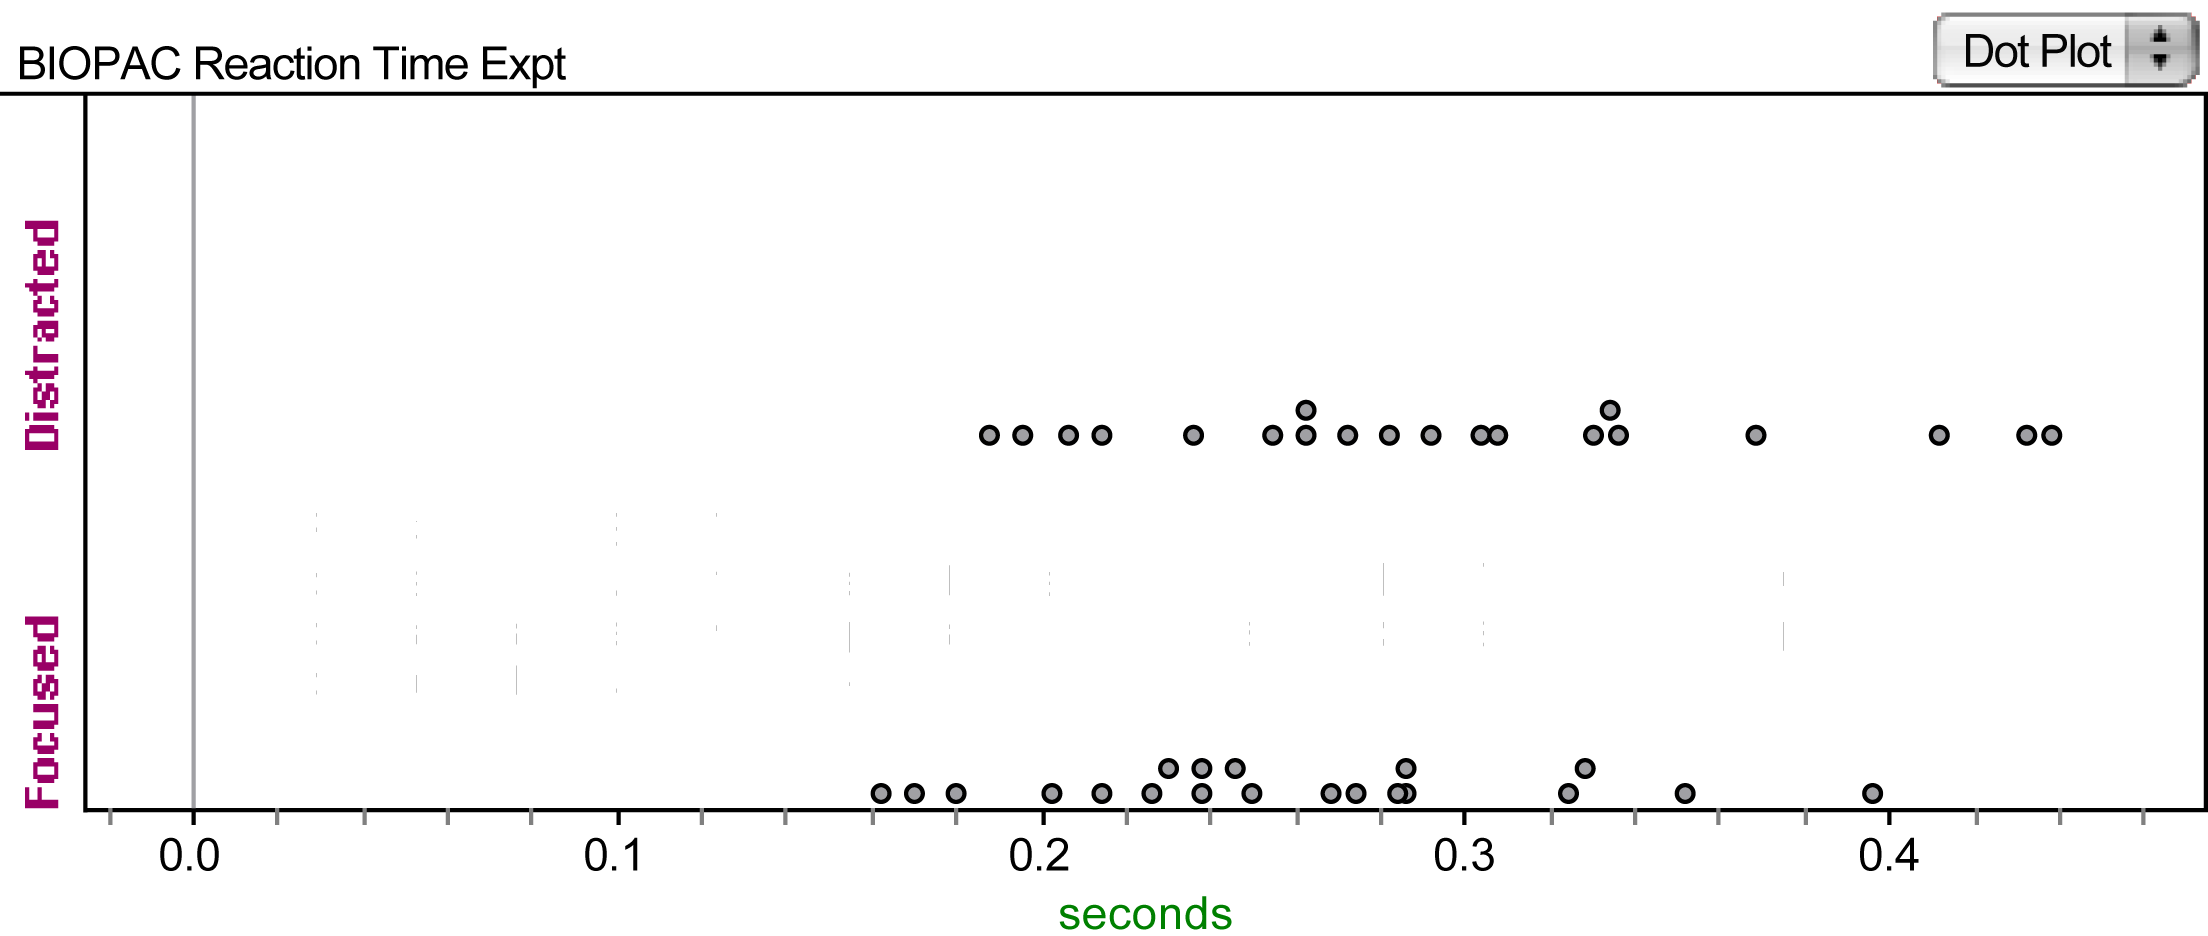 BIOPAC Reaction Time Expt
Dot Plot
Distracted
Focused
0.0 0.1 0.2 0.3 0.4
seconds